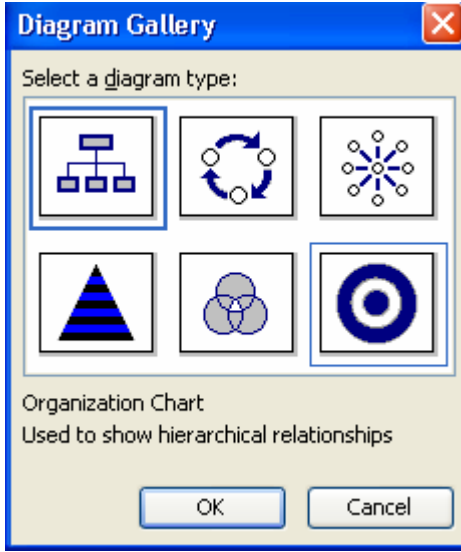 Diagram Gallery
Select a diagram type:
Organization Chart
Used to show hierarchical relationships
OK
Cancel